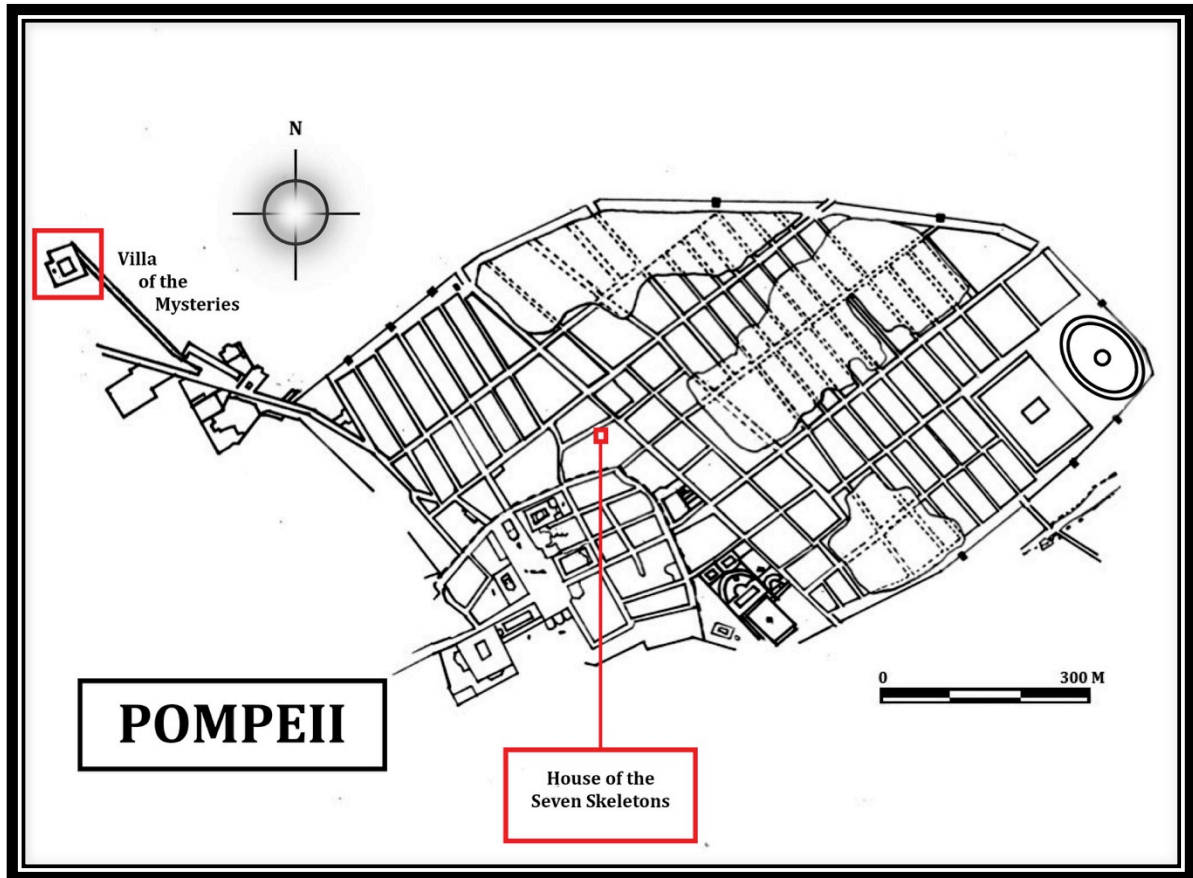 N
Villa
of the
Mysteries
0 300 M
POMPEII
House of the
Seven Skeletons